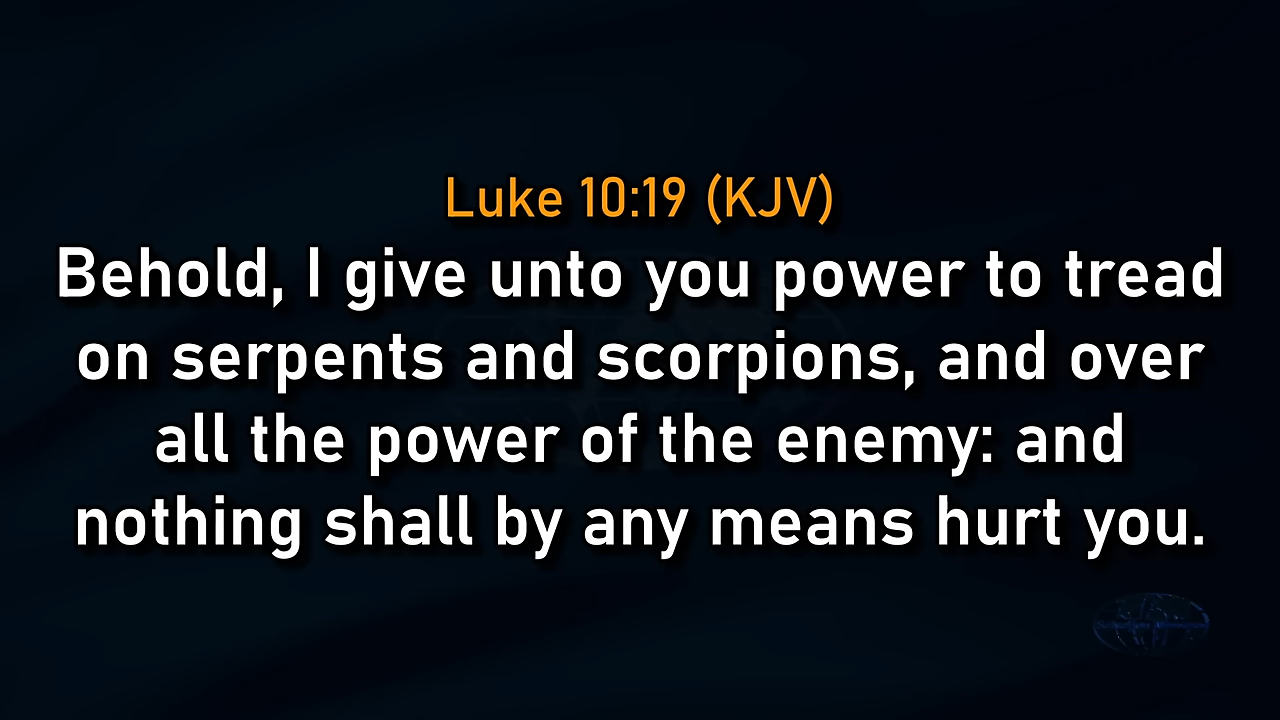 Luke 10:19 (KJV)
Behold, I give unto you power to tread
on serpents and scorpions, and over
all the power of the enemy: and
nothing shall by any means hurt you.